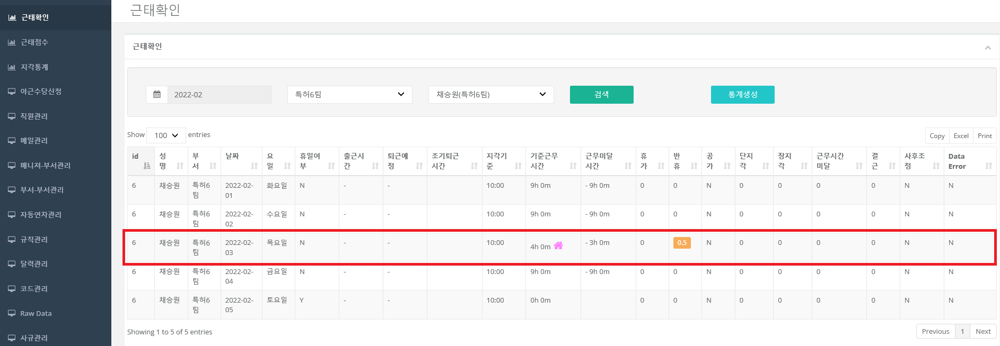 근태확인
근태점수
지각통계
야근수당신청
직원관리
메일관리
매니져-부서관리
부서-부서관리
자동연차관리
규칙관리
달력관리
코드관리
Raw Data
사규관리
근태확인
근태확인
2022-02 특허6팀 채승원(특허6팀) 검색 통계생성
Show 100 entries Copy Excel Print
id 성명 부서 날짜 요일 휴일여부 출근시간 퇴근예정 조기퇴근시간 지각기준 기준근무시간 근무미달시간 휴가 반휴 공가 단지각 장지각 근무시간미달 결근 사후조정 Data Error
6 채승원 특허6팀 2022-02-01 화요일 N - - 10:00 9h 0m - 9h 0m 0 0 N 0 0 0 0 N N
6 채승원 특허6팀 2022-02-02 수요일 N - - 10:00 9h 0m - 9h 0m 0 0 N 0 0 0 0 N N
6 채승원 특허6팀 2022-02-03 목요일 N - - 10:00 4h 0m - 3h 0m 0 0.5 N 0 0 0 0 N N
6 채승원 특허6팀 2022-02-04 금요일 N - - 10:00 9h 0m - 9h 0m 0 0 N 0 0 0 0 N N
6 채승원 특허6팀 2022-02-05 토요일 Y - - 10:00 0h 0m 0 0 N 0 0 0 0 N N
Showing 1 to 5 of 5 entries Previous 1 Next